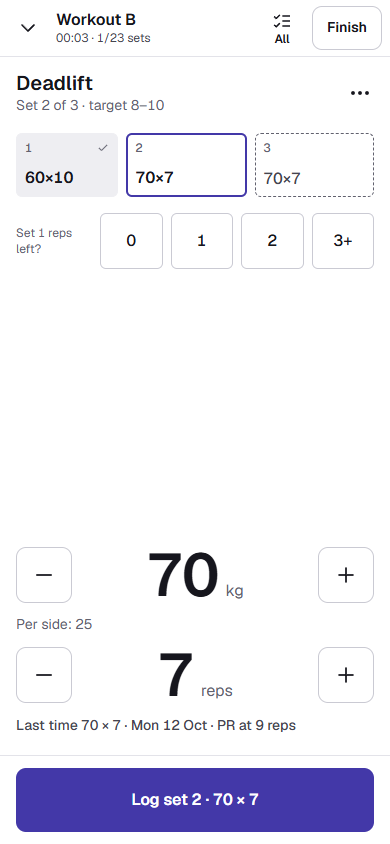 Workout B
00:03 · 1/23 sets
All
Finish
Deadlift
Set 2 of 3 · target 8–10
1
60×10
2
70×7
3
70×7
Set 1 reps
left?
0
1
2
3+
70 kg
Per side: 25
7 reps
Last time 70 × 7 · Mon 12 Oct · PR at 9 reps
Log set 2 · 70 × 7